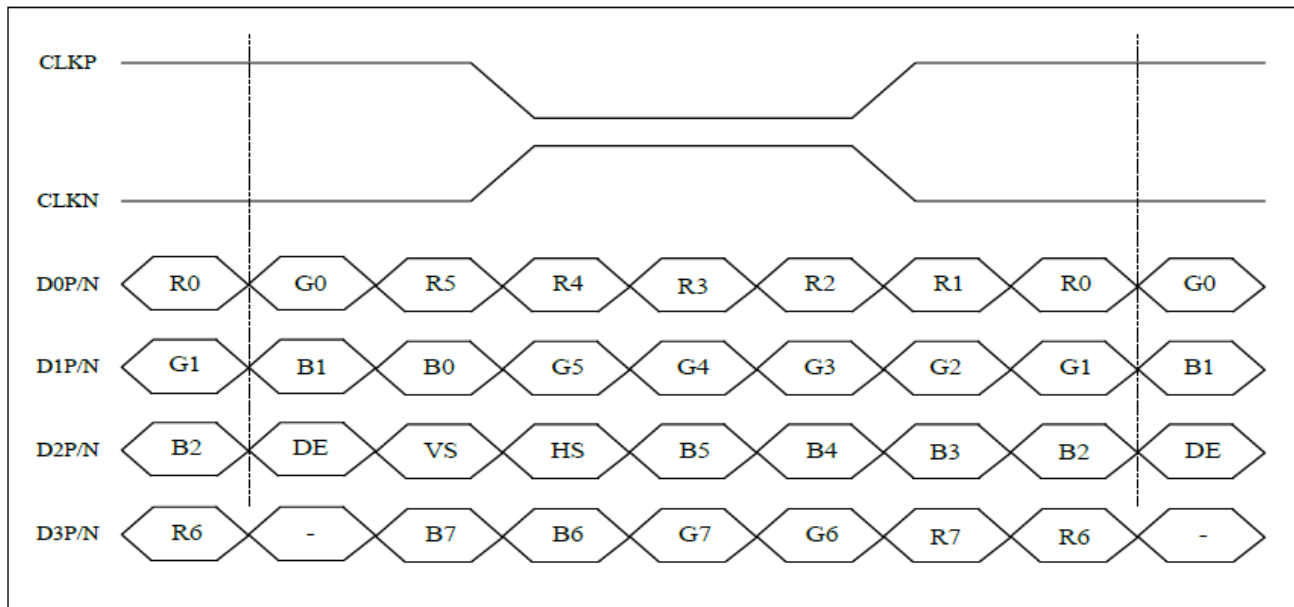 CLKP
CLKN
D0P/N R0 G0 R5 R4 R3 R2 R1 R0 G0
D1P/N G1 B1 B0 G5 G4 G3 G2 G1 B1
D2P/N B2 DE VS HS B5 B4 B3 B2 DE
D3P/N R6 - B7 B6 G7 G6 R7 R6 -